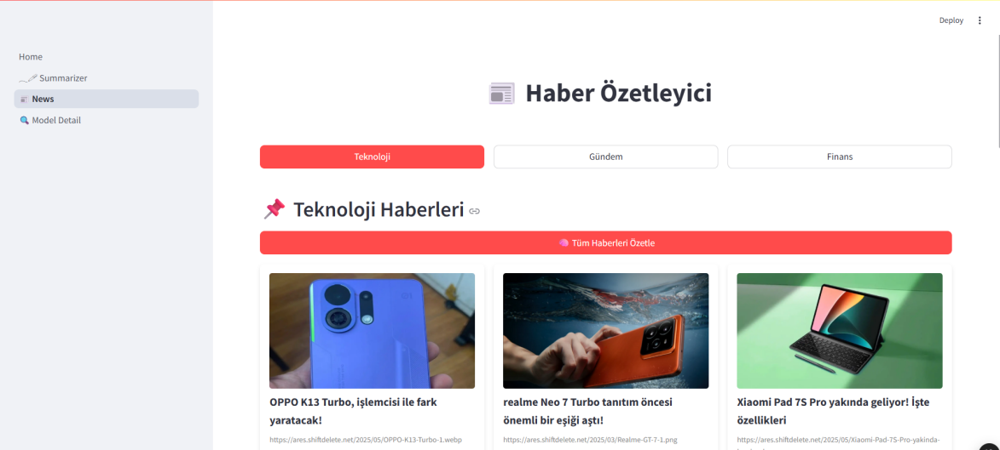 Deploy
Home
Summarizer
News
Model Detail
Haber Özetleyici
Teknoloji
Gündem
Finans
Teknoloji Haberleri
Tüm Haberleri Özetle
OPPO K13 Turbo, işlemcisi ile fark
yaratacak!
https://ares.shiftdelete.net/2025/05/OPPO-K13-Turbo-1.webp
realme Neo 7 Turbo tanıtım öncesi
önemli bir eşiği aştı!
https://ares.shiftdelete.net/2025/03/Realme-GT-7-1.png
Xiaomi Pad 7S Pro yakında geliyor! İşte
özellikleri
https://ares.shiftdelete.net/2025/05/Xiaomi-Pad-7S-Pro-yakinda-